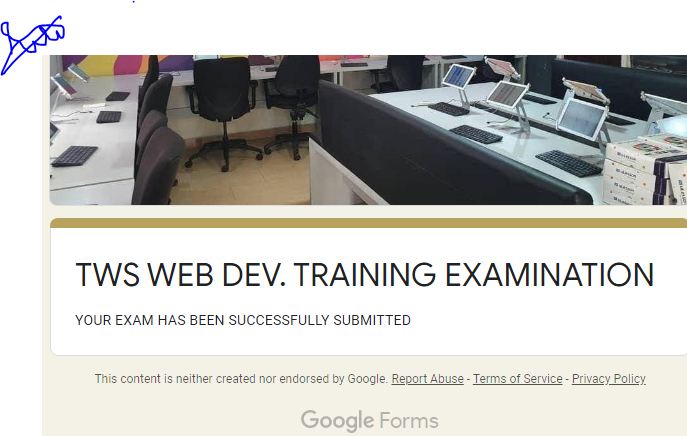 TWS WEB DEV. TRAINING EXAMINATION
YOUR EXAM HAS BEEN SUCCESSFULLY SUBMITTED
This content is neither created nor endorsed by Google. Report Abuse - Terms of Service - Privacy Policy
Google Forms